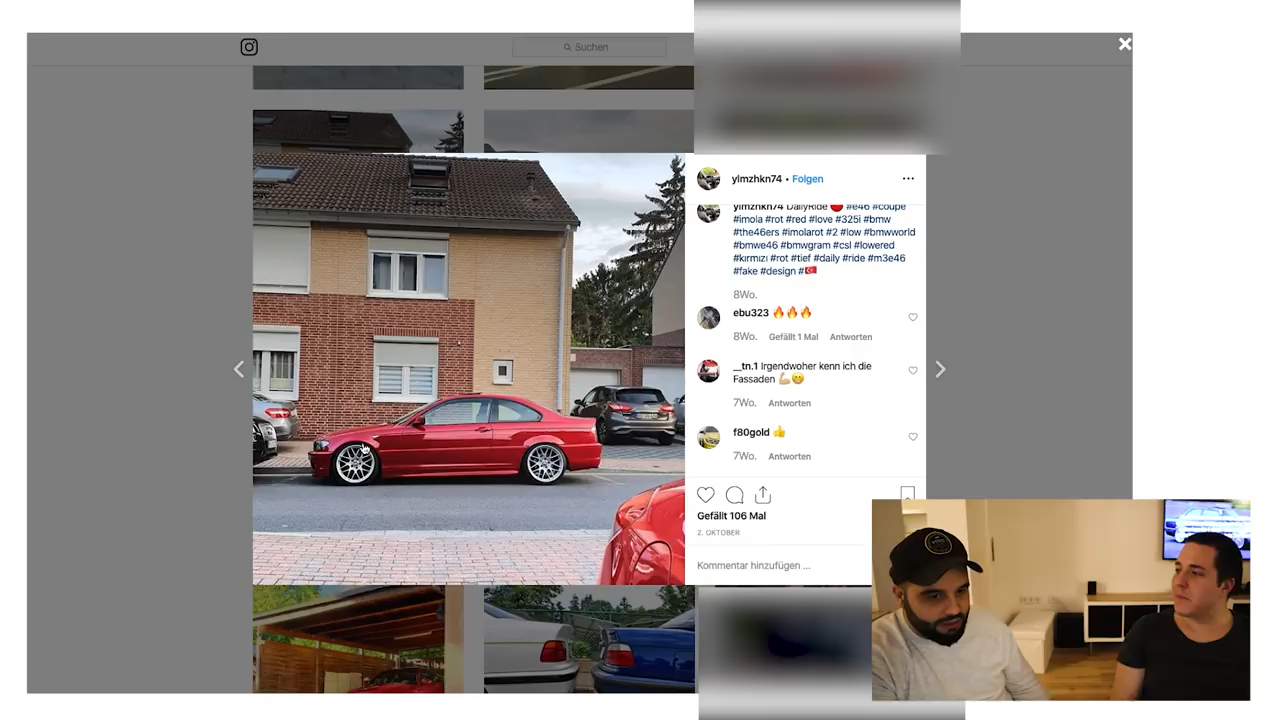 Suchen
ylmzhkn74 • Folgen
ylmzhkn74 DailyRide 🔴 #e46 #coupe
#imola #rot #red #love #325i #bmw
#the46ers #imolarot #2 #low #bmwworld
#bmwe46 #bmwgram #csl #lowered
#kırmızı #rot #tief #daily #ride #m3e46
#fake #design #🇹🇷
8Wo.
ebu323 🔥🔥🔥
8Wo. Gefällt 1 Mal Antworten
__tn.1 Irgendwoher kenn ich die
Fassaden 💪🏼😁
7Wo. Antworten
f80gold 👍
7Wo. Antworten
Gefällt 106 Mal
2. OKTOBER
Kommentar hinzufügen ...